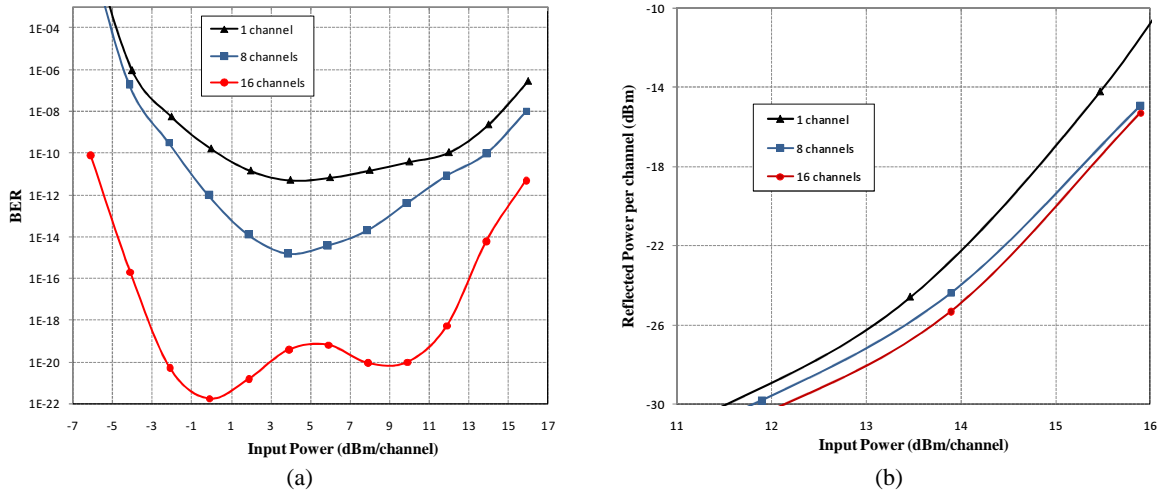 1E-04
1E-06
1E-08
1E-10
1E-12
1E-14
1E-16
1E-18
1E-20
1E-22
BER
1 channel
8 channels
16 channels
-7 -5 -3 -1 1 3 5 7 9 11 13 15 17
Input Power (dBm/channel)
(a)
-10
-14
-18
-22
-26
-30
Reflected Power per channel (dBm)
1 channel
8 channels
16 channels
11 12 13 14 15 16
Input Power (dBm/channel)
(b)